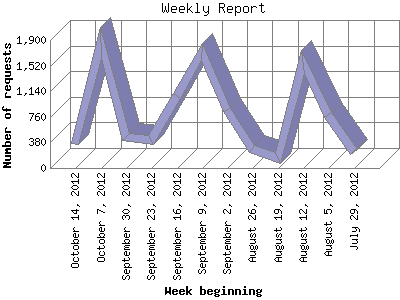 Weekly Report
Number of requests
1,900
1,520
1,140
760
380
0
October 14, 2012
October 7, 2012
September 30, 2012
September 23, 2012
September 16, 2012
September 9, 2012
September 2, 2012
August 26, 2012
August 19, 2012
August 12, 2012
August 5, 2012
July 29, 2012
Week beginning